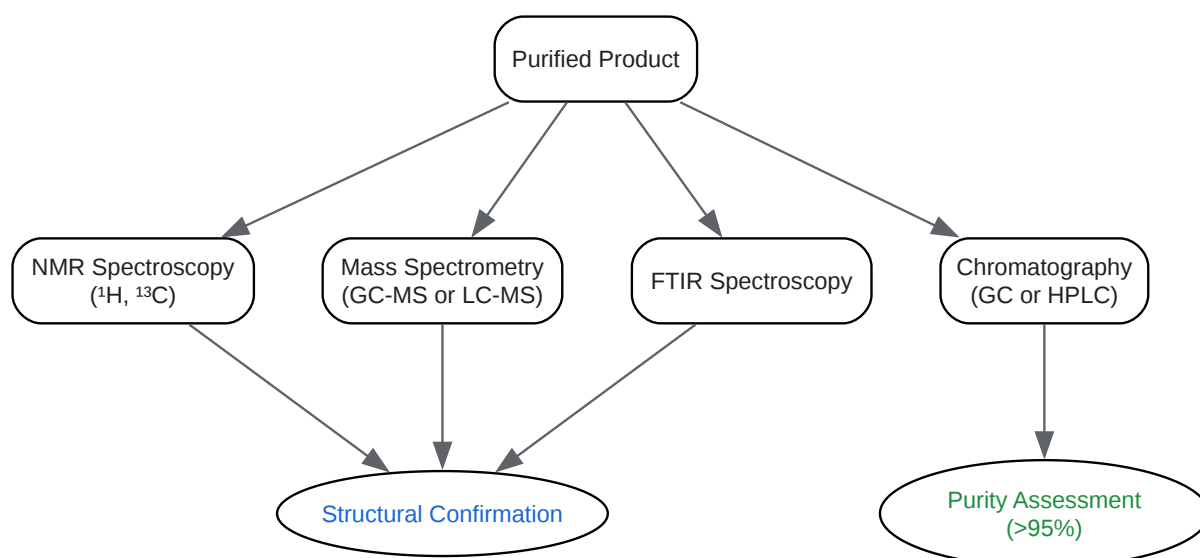 Purified Product
NMR Spectroscopy
(¹H, ¹³C)
Mass Spectrometry
(GC-MS or LC-MS)
FTIR Spectroscopy
Chromatography
(GC or HPLC)
Structural Confirmation
Purity Assessment
(>95%)